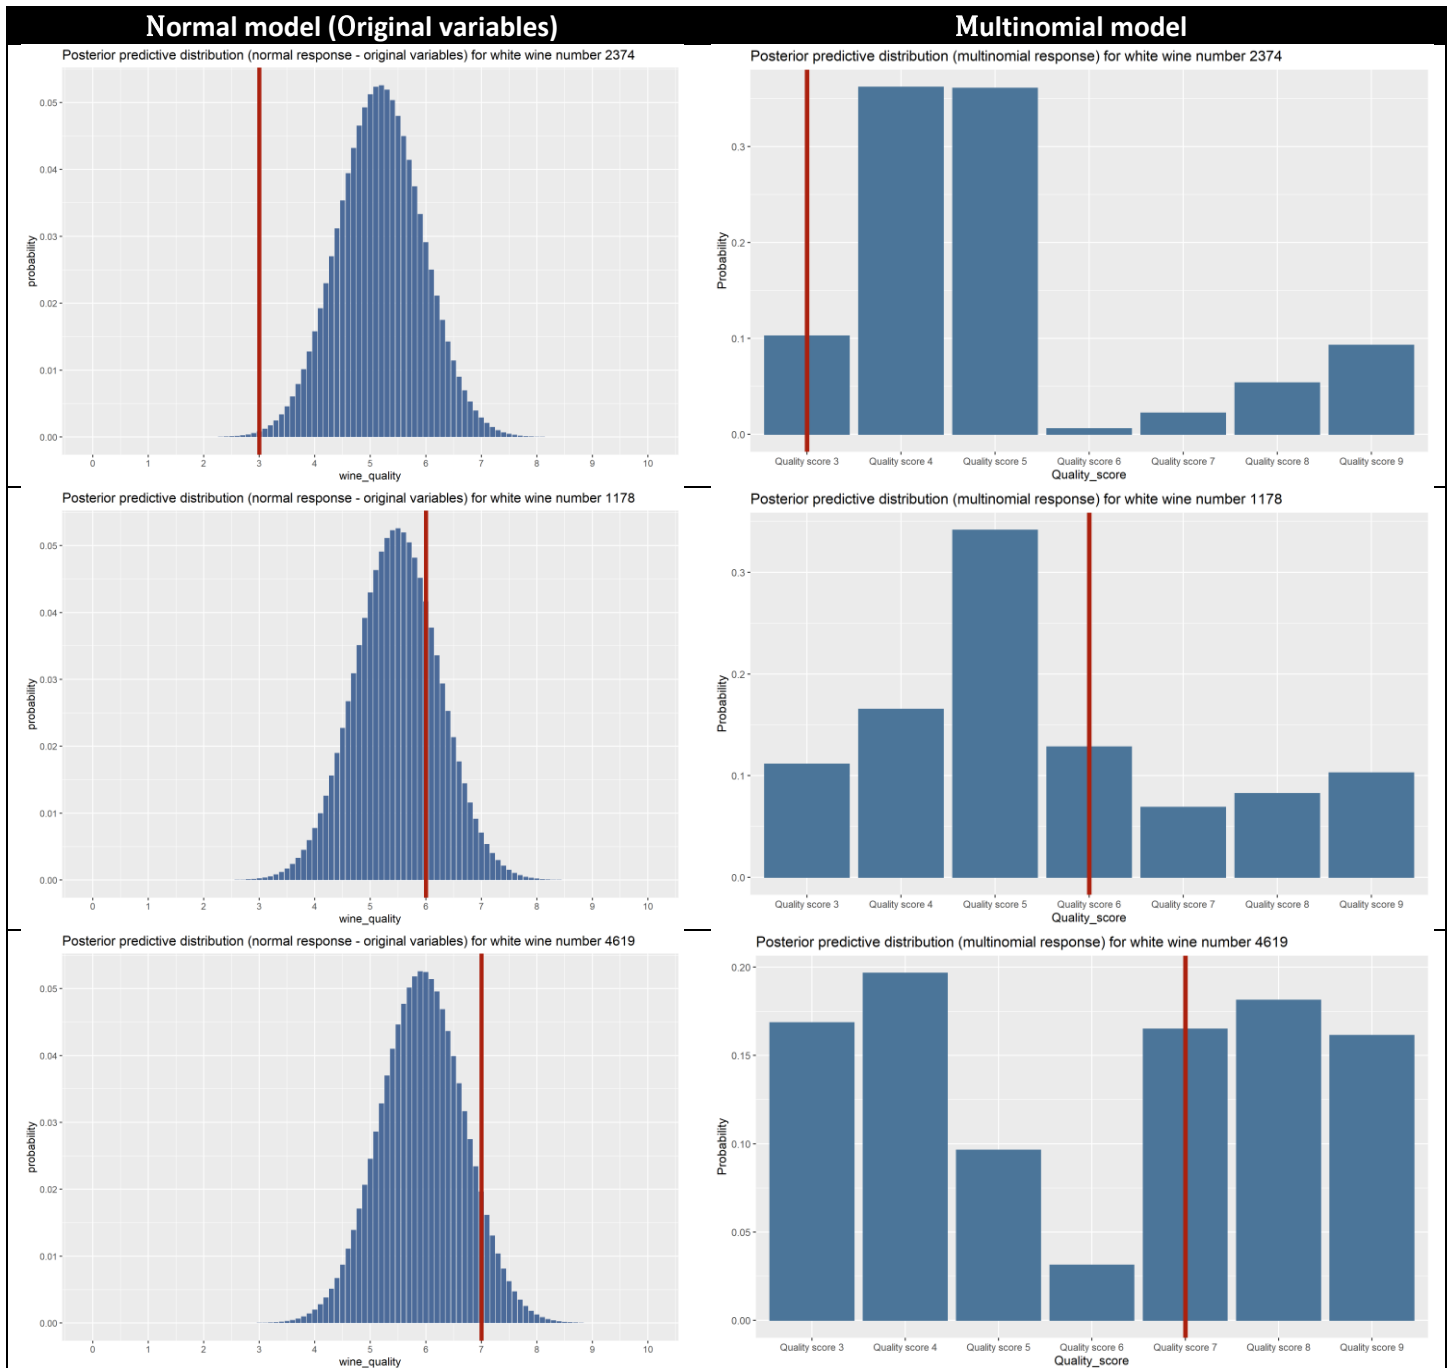 Normal model (Original variables)
Multinomial model
Posterior predictive distribution (normal response - original variables) for white wine number 2374
probability
0.05
0.04
0.03
0.02
0.01
0.00
0 1 2 3 4 5 6 7 8 9 10
wine_quality
Posterior predictive distribution (multinomial response) for white wine number 2374
Probability
0.3
0.2
0.1
0.0
Quality score 3 Quality score 4 Quality score 5 Quality score 6 Quality score 7 Quality score 8 Quality score 9
Quality_score
Posterior predictive distribution (normal response - original variables) for white wine number 1178
probability
0.05
0.04
0.03
0.02
0.01
0.00
0 1 2 3 4 5 6 7 8 9 10
wine_quality
Posterior predictive distribution (multinomial response) for white wine number 1178
Probability
0.3
0.2
0.1
0.0
Quality score 3 Quality score 4 Quality score 5 Quality score 6 Quality score 7 Quality score 8 Quality score 9
Quality_score
Posterior predictive distribution (normal response - original variables) for white wine number 4619
probability
0.05
0.04
0.03
0.02
0.01
0.00
0 1 2 3 4 5 6 7 8 9 10
wine_quality
Posterior predictive distribution (multinomial response) for white wine number 4619
Probability
0.20
0.15
0.10
0.05
0.00
Quality score 3 Quality score 4 Quality score 5 Quality score 6 Quality score 7 Quality score 8 Quality score 9
Quality_score